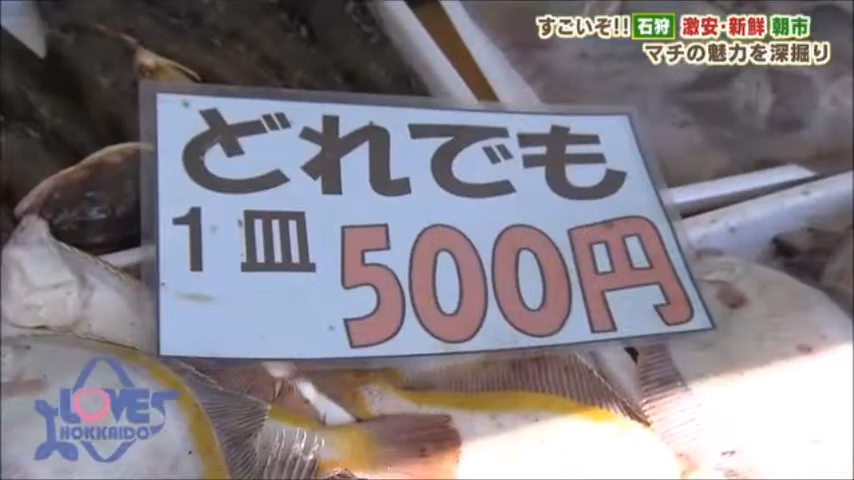 すごいぞ!!石狩 激安・新鮮 朝市
マチの魅力を深掘り
どれでも
1皿 500円
LOVE
HOKKAIDO